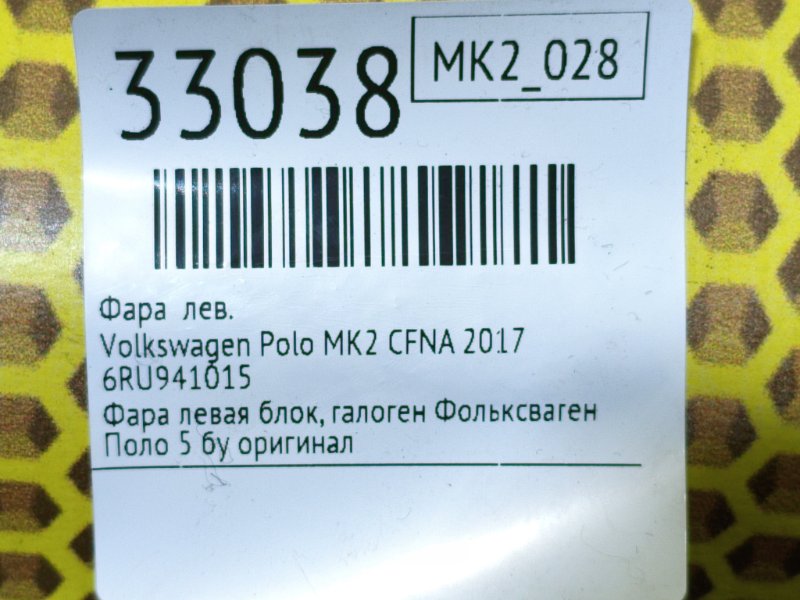 33038
MK2_028
Фара лев.
Volkswagen Polo MK2 CFNA 2017
6RU941015
Фара левая блок, галоген Фольксваген
Поло 5 бу оригинал